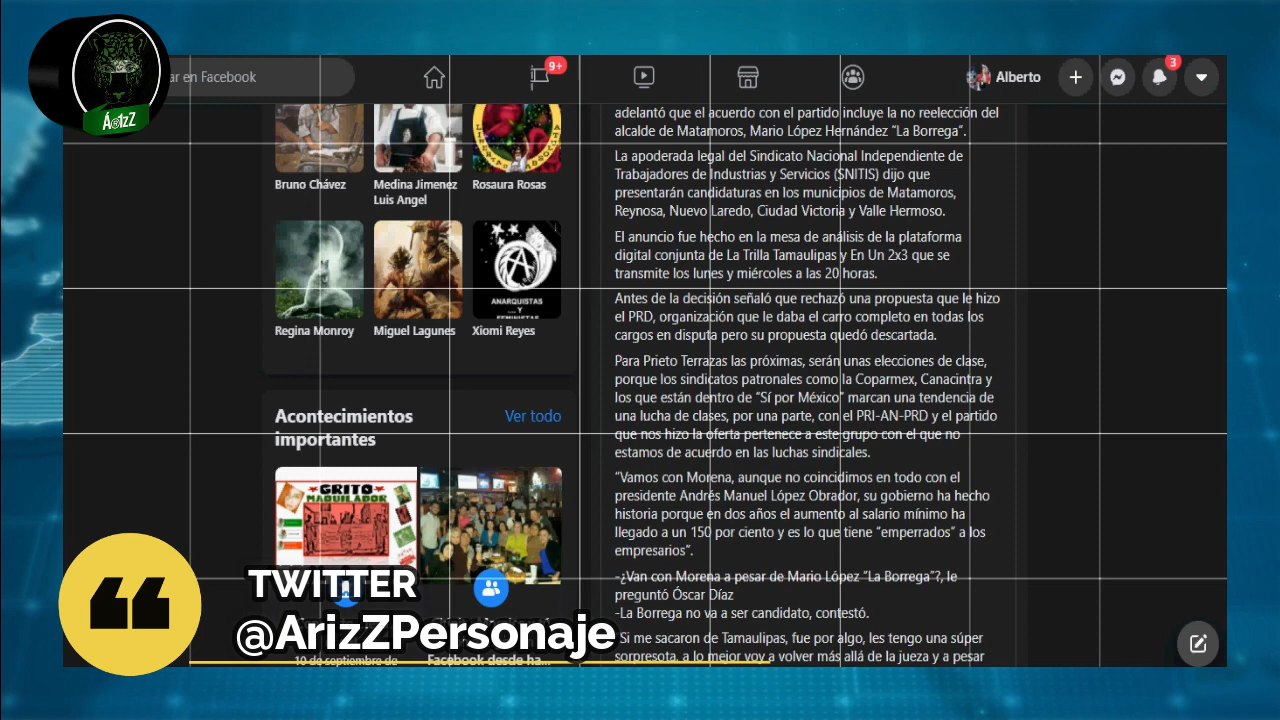 Á@1zZ
ar en Facebook
9+
Alberto
3
Bruno Chávez
Medina Jimenez
Luis Angel
Rosaura Rosas
ANARQUISTAS
Y
FEMINISTAS
Regina Monroy
Miguel Lagunes
Xiomi Reyes
Acontecimientos
importantes
Ver todo
GRITO
MAQUILADOR
10 de septiembre de
Facebook desde ha...
adelantó que el acuerdo con el partido incluye la no reelección del
alcalde de Matamoros, Mario López Hernández “La Borrega”.
La apoderada legal del Sindicato Nacional Independiente de
Trabajadores de Industrias y Servicios (SNITIS) dijo que
presentarán candidaturas en los municipios de Matamoros,
Reynosa, Nuevo Laredo, Ciudad Victoria y Valle Hermoso.
El anuncio fue hecho en la mesa de análisis de la plataforma
digital conjunta de La Trilla Tamaulipas y En Un 2x3 que se
transmite los lunes y miércoles a las 20 horas.
Antes de la decisión señaló que rechazó una propuesta que le hizo
el PRD, organización que le daba el carro completo en todas los
cargos en disputa pero su propuesta quedó descartada.
Para Prieto Terrazas las próximas, serán unas elecciones de clase,
porque los sindicatos patronales como la Coparmex, Canacintra y
los que están dentro de “Sí por México” marcan una tendencia de
una lucha de clases, por una parte, con el PRI-AN-PRD y el partido
que nos hizo la oferta pertenece a este grupo con el que no
estamos de acuerdo en las luchas sindicales.
“Vamos con Morena, aunque no coincidimos en todo con el
presidente Andrés Manuel López Obrador, su gobierno ha hecho
historia porque en dos años el aumento al salario mínimo ha
llegado a un 150 por ciento y es lo que tiene “emperrados” a los
empresarios”.
-¿Van con Morena a pesar de Mario López “La Borrega”?, le
preguntó Óscar Díaz
-La Borrega no va a ser candidato, contestó.
Si me sacaron de Tamaulipas, fue por algo, les tengo una súper
sorpresota, a lo mejor voy a volver más allá de la jueza y a pesar
TWITTER
@ArizZPersonaje